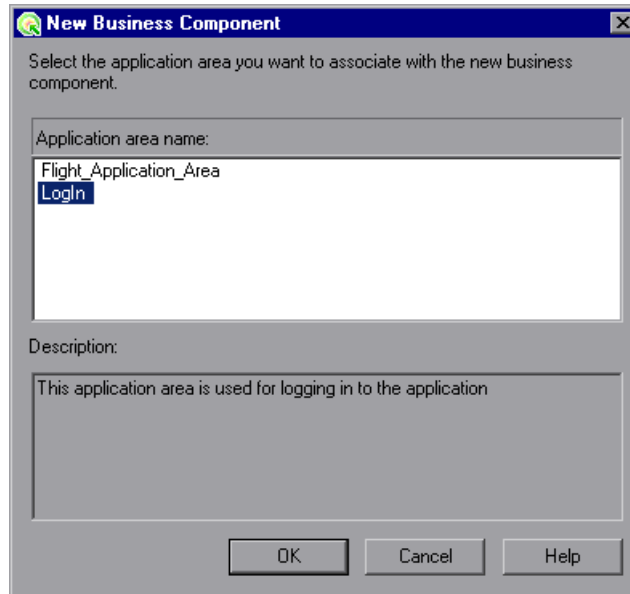 New Business Component
Select the application area you want to associate with the new business
component.
Application area name:
Flight_Application_Area
LogIn
Description:
This application area is used for logging in to the application
OK
Cancel
Help